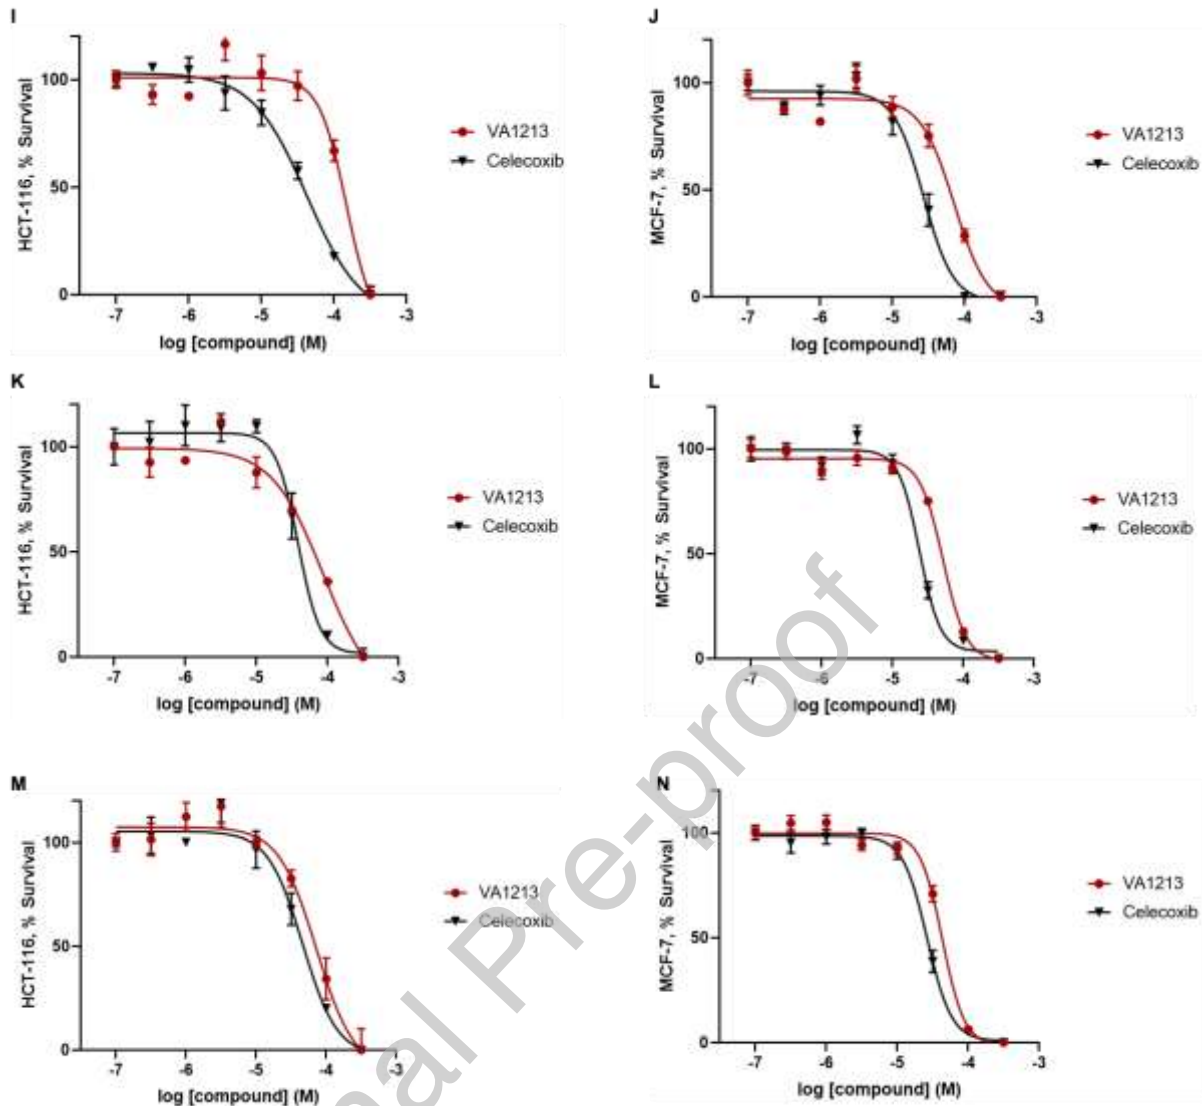 I
HCT-116, % Survival
100
50
0
-7 -6 -5 -4 -3
log [compound] (M)
VA1213
Celecoxib
J
MCF-7, % Survival
100
50
0
-7 -6 -5 -4 -3
log [compound] (M)
VA1213
Celecoxib
K
HCT-116, % Survival
100
50
0
-7 -6 -5 -4 -3
log [compound] (M)
VA1213
Celecoxib
L
MCF-7, % Survival
100
50
0
-7 -6 -5 -4 -3
log [compound] (M)
VA1213
Celecoxib
M
HCT-116, % Survival
100
50
0
-7 -6 -5 -4 -3
log [compound] (M)
VA1213
Celecoxib
N
MCF-7, % Survival
100
50
0
-7 -6 -5 -4 -3
log [compound] (M)
VA1213
Celecoxib
nal Pre-proof